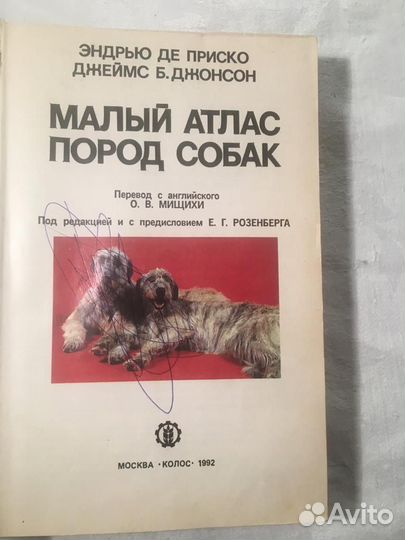 ЭНДРЬЮ ДЕ ПРИСКО
ДЖЕЙМС Б. ДЖОНСОН
МАЛЫЙ АТЛАС
ПОРОД СОБАК
Перевод с английского
О. В. МИЩИХИ
Под редакцией и с предисловием Е. Г. РОЗЕНБЕРГА
МОСКВА «КОЛОС» 1992
Avito